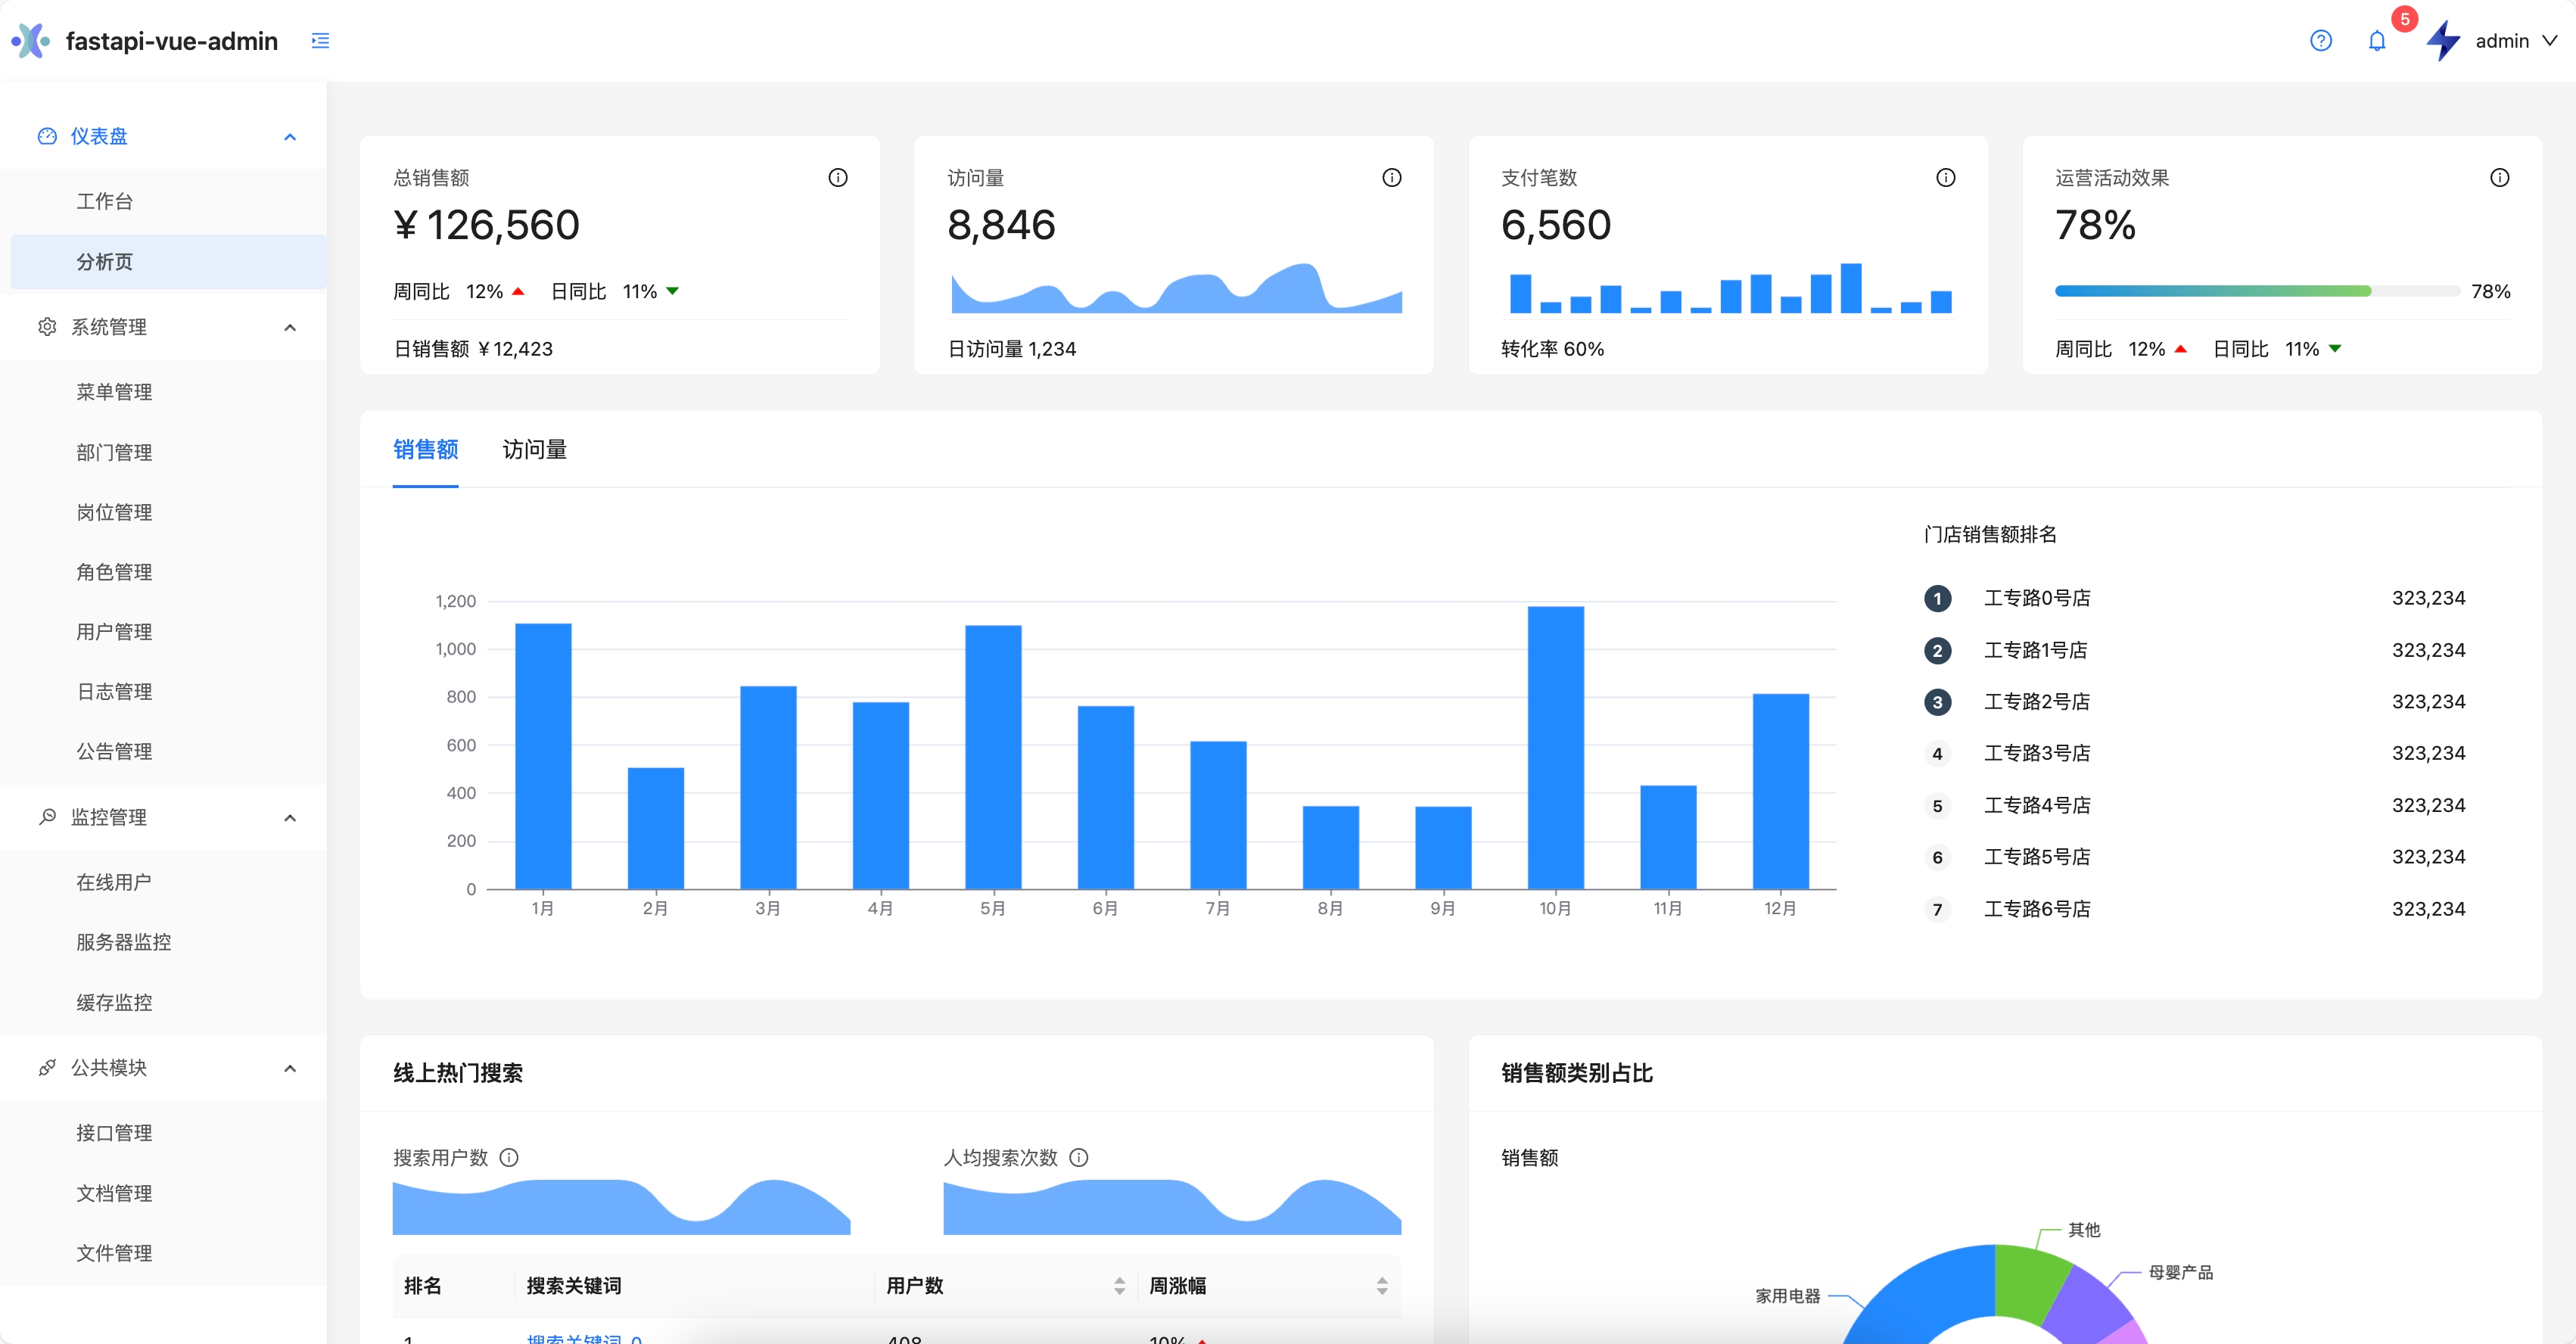 fastapi-vue-admin
5
admin
仪表盘
工作台
分析页
系统管理
菜单管理
部门管理
岗位管理
角色管理
用户管理
日志管理
公告管理
监控管理
在线用户
服务器监控
缓存监控
公共模块
接口管理
文档管理
文件管理
总销售额
¥ 126,560
周同比 12% 日同比 11%
日销售额 ¥ 12,423
访问量
8,846
日访问量 1,234
支付笔数
6,560
转化率 60%
运营活动效果
78%
78%
周同比 12% 日同比 11%
销售额 访问量
1,200
1,000
800
600
400
200
0
1月 2月 3月 4月 5月 6月 7月 8月 9月 10月 11月 12月
门店销售额排名
1 工专路0号店 323,234
2 工专路1号店 323,234
3 工专路2号店 323,234
4 工专路3号店 323,234
5 工专路4号店 323,234
6 工专路5号店 323,234
7 工专路6号店 323,234
线上热门搜索
搜索用户数 人均搜索次数
排名 搜索关键词 用户数 周涨幅
1 搜索关键词-0 408 10%
销售额类别占比
销售额
其他
母婴产品
家用电器